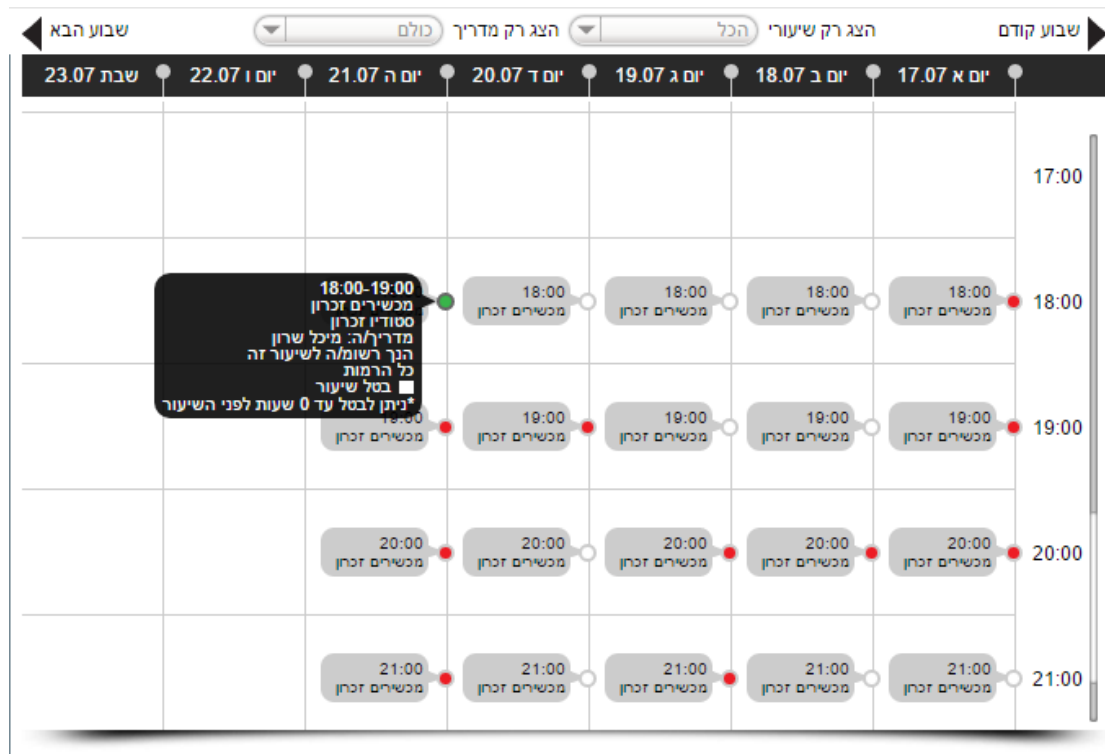 שבוע קודם
הצג רק שיעורי
הכל
הצג רק מדריך
כולם
שבוע הבא
יום א 17.07
יום ב 18.07
יום ג 19.07
יום ד 20.07
יום ה 21.07
יום ו 22.07
שבת 23.07
17:00
18:00
18:00
מכשירים זכרון
18:00
מכשירים זכרון
18:00
מכשירים זכרון
18:00
מכשירים זכרון
18:00-19:00
מכשירים זכרון
סטודיו זכרון
מדריך/ה: מיכל שרון
הנך רשומ/ה לשיעור זה
כל הרמות
בטל שיעור
*ניתן לבטל עד 0 שעות לפני השיעור
19:00
19:00
מכשירים זכרון
19:00
מכשירים זכרון
19:00
מכשירים זכרון
19:00
מכשירים זכרון
19:00
מכשירים זכרון
20:00
20:00
מכשירים זכרון
20:00
מכשירים זכרון
20:00
מכשירים זכרון
20:00
מכשירים זכרון
20:00
מכשירים זכרון
21:00
21:00
מכשירים זכרון
21:00
מכשירים זכרון
21:00
מכשירים זכרון
21:00
מכשירים זכרון
21:00
מכשירים זכרון